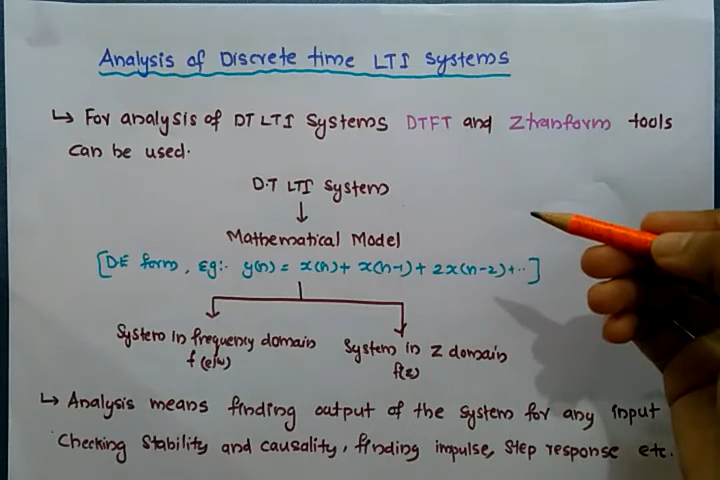 Analysis of Discrete time LTI systems
↳ For analysis of DT LTI systems DTFT and Ztranform tools
can be used.
D.T LTI system
Mathematical Model
[DE form, Eg:- y(n) = x(n) + x(n-1) + 2x(n-2) + ..]
System in frequency domain
f(e^jω)
System in Z domain
f(z)
↳ Analysis means finding output of the system for any input
Checking Stability and causality, finding impulse, step response etc.